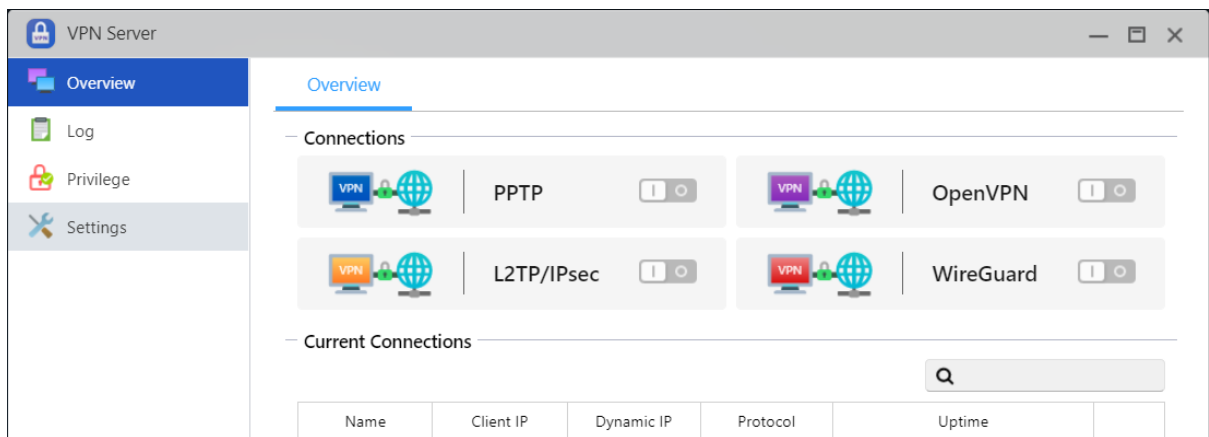 VPN Server
Overview
Log
Privilege
Settings
Overview
Connections
VPN PPTP
VPN OpenVPN
VPN L2TP/IPsec
VPN WireGuard
Current Connections
Name Client IP Dynamic IP Protocol Uptime